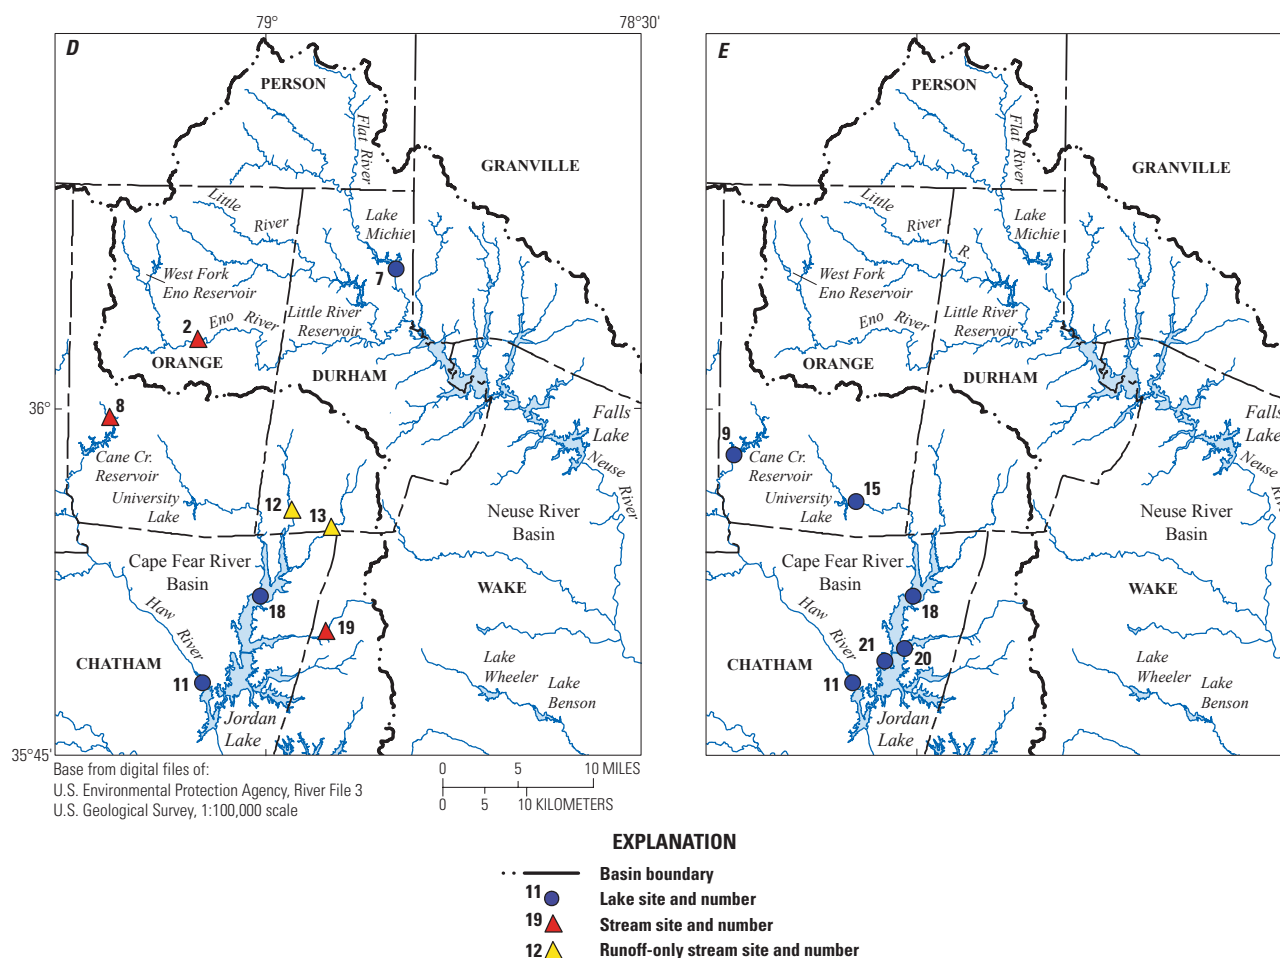 79°
78°30'
D
PERSON
Flat River
GRANVILLE
Little
River
Lake
Michie
7
West Fork
Eno Reservoir
2
Eno River
Little River
Reservoir
ORANGE
DURHAM
36°
8
Falls
Lake
Cane Cr.
Reservoir
Neuse
River
University
Lake
12
13
Neuse River
Basin
Cape Fear River
Basin
WAKE
Haw
River
18
19
CHATHAM
11
Lake
Wheeler
Lake
Benson
Jordan
Lake
35°45'
E
PERSON
Flat River
GRANVILLE
Little
River
R.
Lake
Michie
West Fork
Eno Reservoir
Eno River
Little River
Reservoir
ORANGE
DURHAM
Falls
Lake
9
Cane Cr.
Reservoir
Neuse
River
15
University
Lake
Neuse River
Basin
Cape Fear River
Basin
WAKE
Haw
River
18
21
20
CHATHAM
11
Lake
Wheeler
Lake
Benson
Jordan
Lake
Base from digital files of:
U.S. Environmental Protection Agency, River File 3
U.S. Geological Survey, 1:100,000 scale
0 5 10 MILES
0 5 10 KILOMETERS
EXPLANATION
Basin boundary
11 Lake site and number
19 Stream site and number
12 Runoff-only stream site and number